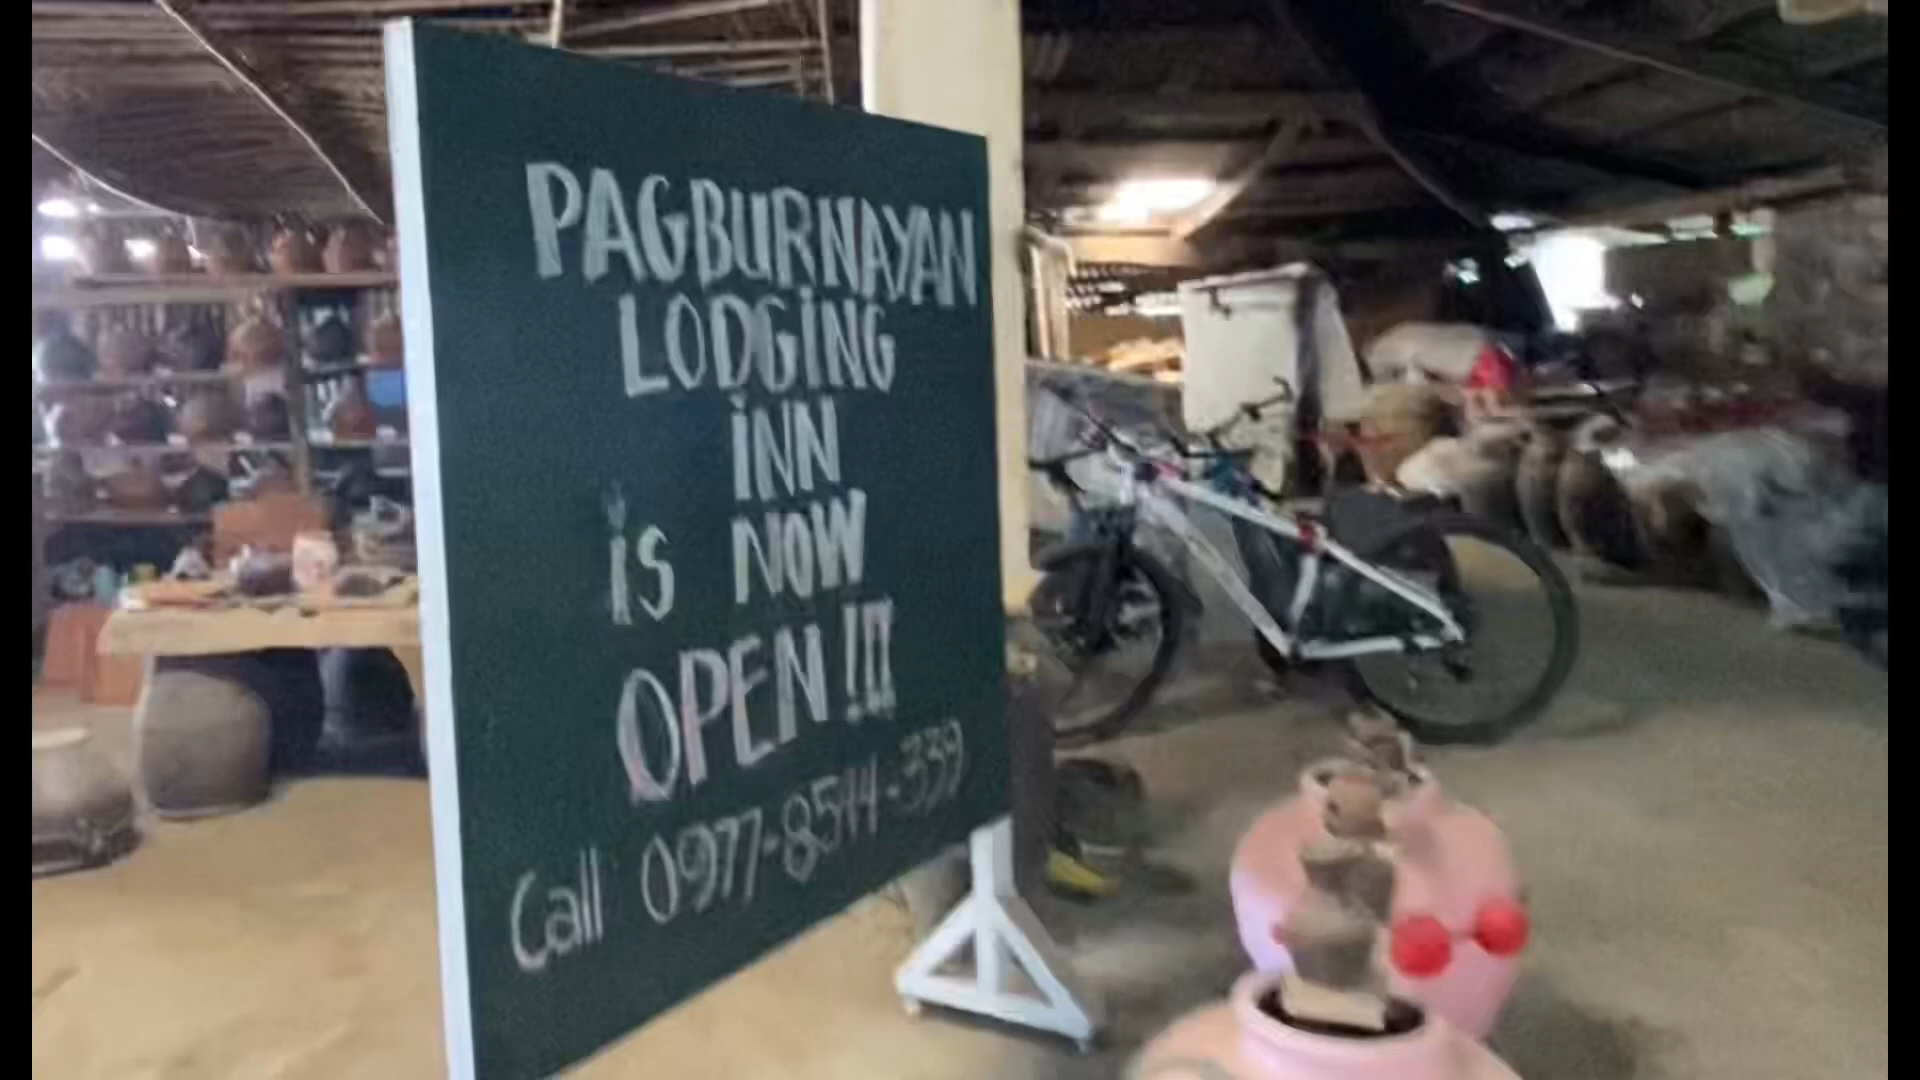 PAGBURNAYAN
LODGING
INN
is NOW
OPEN!!!
Call 0977-8544-339